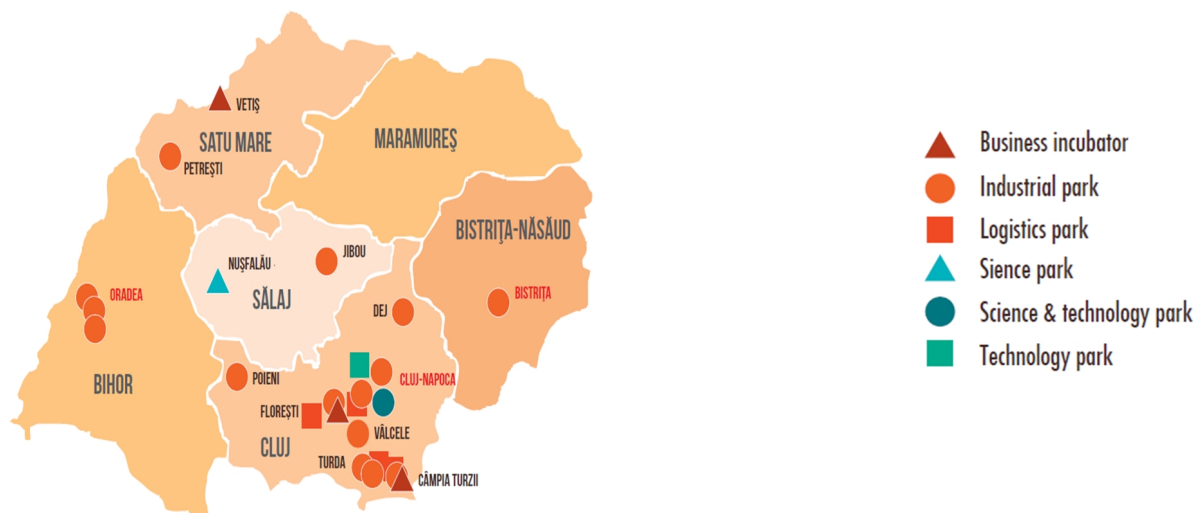 VETIŞ
SATU MARE
PETREŞTI
MARAMUREŞ
BISTRIŢA-NĂSĂUD
NUŞFALĂU
JIBOU
SĂLAJ
ORADEA
BISTRIŢA
DEJ
BIHOR
POIENI
CLUJ-NAPOCA
FLOREŞTI
VÂLCELE
CLUJ
TURDA
CÂMPIA TURZII
Business incubator
Industrial park
Logistics park
Sience park
Science & technology park
Technology park